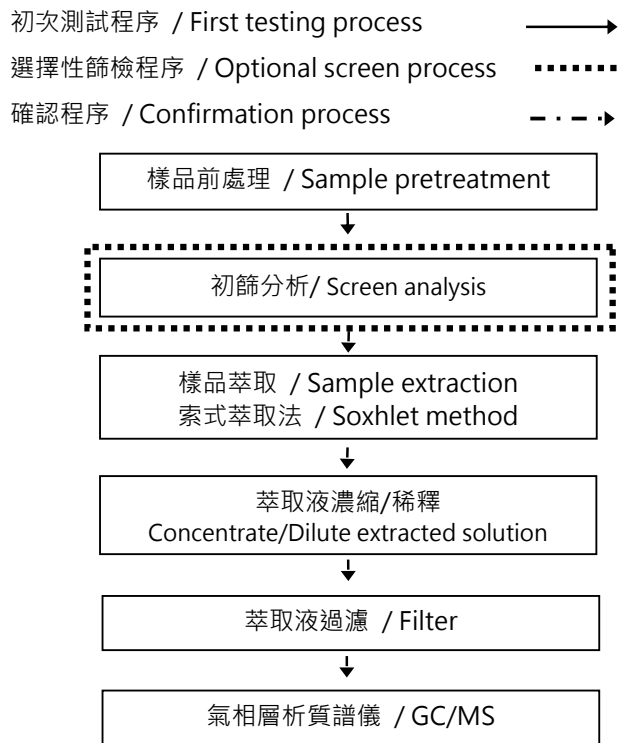 初次測試程序 / First testing process
選擇性篩檢程序 / Optional screen process
確認程序 / Confirmation process
樣品前處理 / Sample pretreatment
初篩分析/ Screen analysis
樣品萃取 / Sample extraction
索式萃取法 / Soxhlet method
萃取液濃縮/稀釋
Concentrate/Dilute extracted solution
萃取液過濾 / Filter
氣相層析質譜儀 / GC/MS